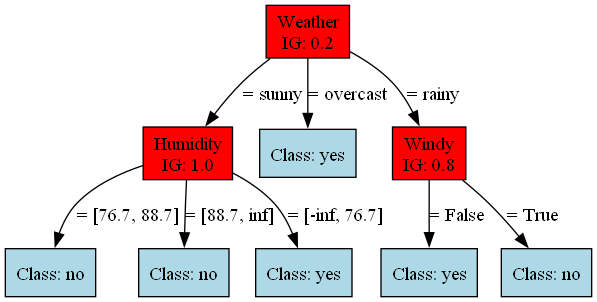 Weather
IG: 0.2
= sunny
= overcast
= rainy
Humidity
IG: 1.0
Class: yes
Windy
IG: 0.8
= [76.7, 88.7]
= [88.7, inf]
= [-inf, 76.7]
= False
= True
Class: no
Class: no
Class: yes
Class: yes
Class: no